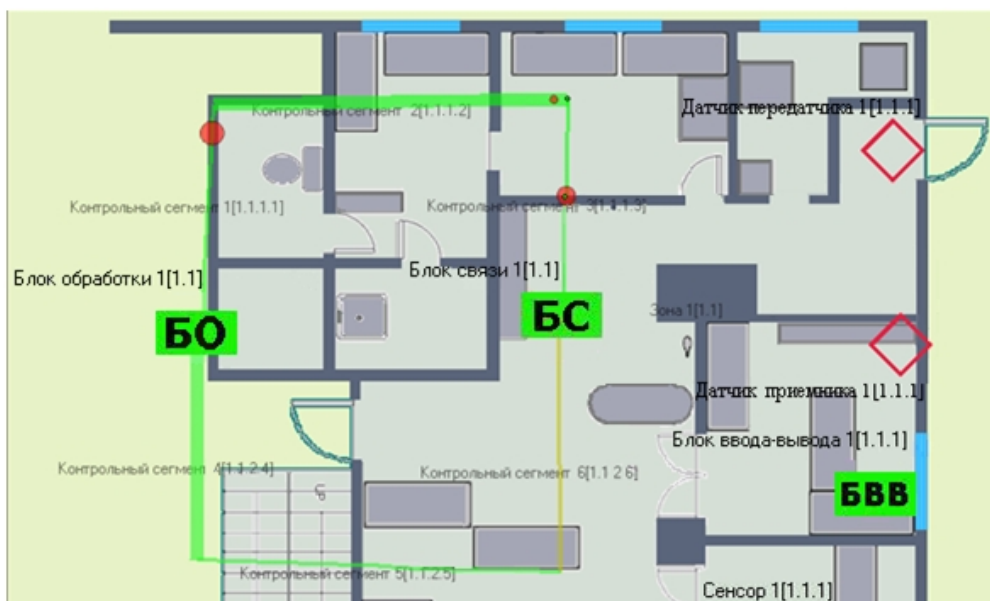 Датчик передатчика 1[1.1.1]
Контрольный сегмент 2[1.1.1.2]
Контрольный сегмент 1[1.1.1.1]
Контрольный сегмент 3[1.1.1.3]
Блок обработки 1[1.1]
Блок связи 1[1.1]
Зона 1[1.1]
БО
БС
Датчик приемника 1[1.1.1]
Блок ввода-вывода 1[1.1.1]
Контрольный сегмент 4[1.1.2.4]
Контрольный сегмент 6[1.1.2.6]
БВВ
Контрольный сегмент 5[1.1.2.5]
Сенсор 1[1.1.1]